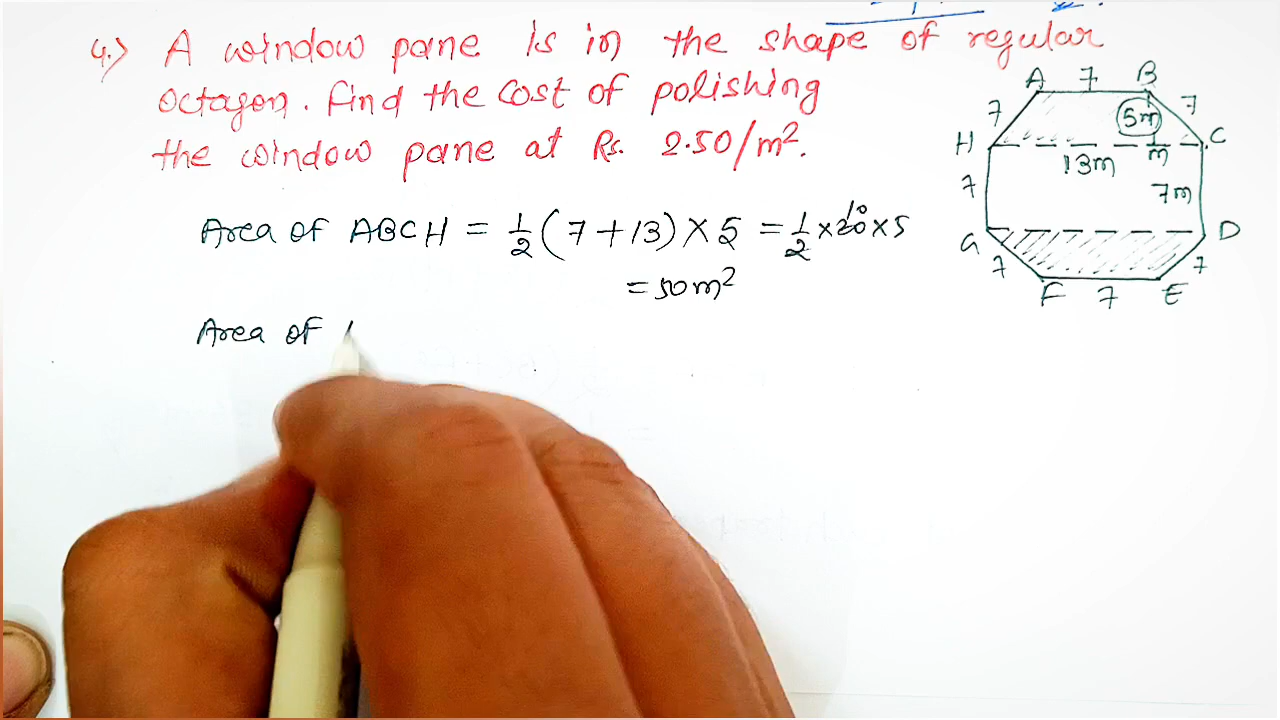 4.) A window pane is in the shape of regular
octagon. Find the cost of polishing
the window pane at Rs. 2.50/m².
A 7 B
7 5m 7
H C
13m m
7 7m
G D
7 7
F 7 E
Area of ABCH = 1/2 (7+13) × 5 = 1/2 × 20 10 × 5
= 50m²
Area of